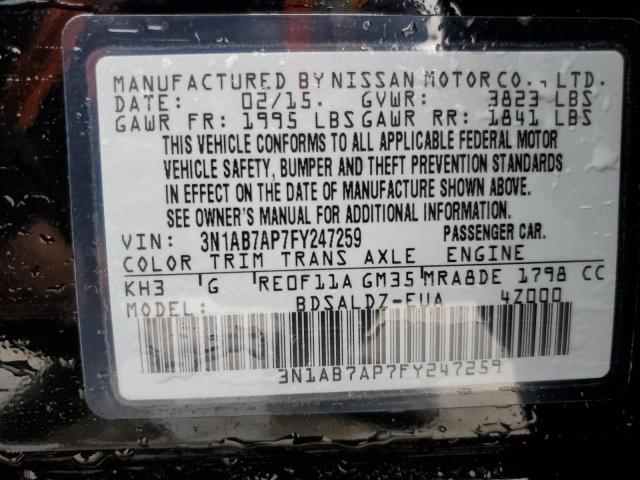 MANUFACTURED BY NISSAN MOTOR CO., LTD.
DATE: 02/15. GVWR: 3823 LBS
GAWR FR: 1995 LBS GAWR RR: 1841 LBS
THIS VEHICLE CONFORMS TO ALL APPLICABLE FEDERAL MOTOR
VEHICLE SAFETY, BUMPER AND THEFT PREVENTION STANDARDS
IN EFFECT ON THE DATE OF MANUFACTURE SHOWN ABOVE.
SEE OWNER'S MANUAL FOR ADDITIONAL INFORMATION.
VIN: 3N1AB7AP7FY247259 PASSENGER CAR.
COLOR TRIM TRANS AXLE ENGINE
KH3 G RE0F11A GM35 MRA8DE 1798 CC
MODEL: BDSALDZ-EUA 4Z000
3N1AB7AP7FY247259